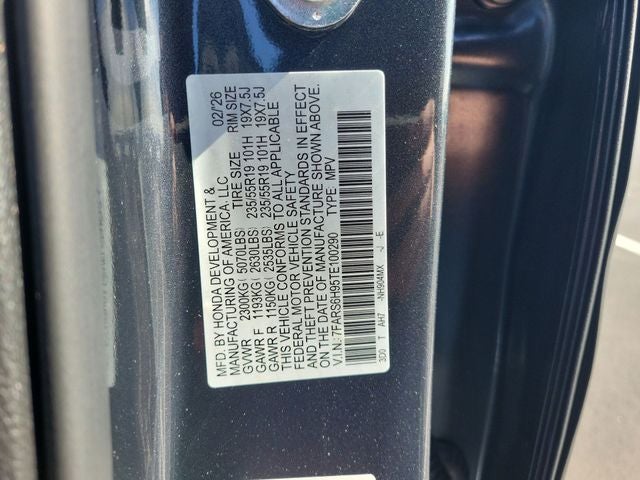 MFD. BY HONDA DEVELOPMENT &
MANUFACTURING OF AMERICA, LLC 02/'26
TIRE SIZE RIM SIZE
GVWR 2300KG( 5070LBS)
GAWR F 1193KG( 2630LBS) 235/55R19 101H 19X7.5J
GAWR R 1150KG( 2535LBS) 235/55R19 101H 19X7.5J
THIS VEHICLE CONFORMS TO ALL APPLICABLE
FEDERAL MOTOR VEHICLE SAFETY
AND THEFT PREVENTION STANDARDS IN EFFECT
ON THE DATE OF MANUFACTURE SHOWN ABOVE.
V.I.N.: 7FARS6H95TE100290 TYPE: MPV
3D0 T AH7 -NH904MX -J -E